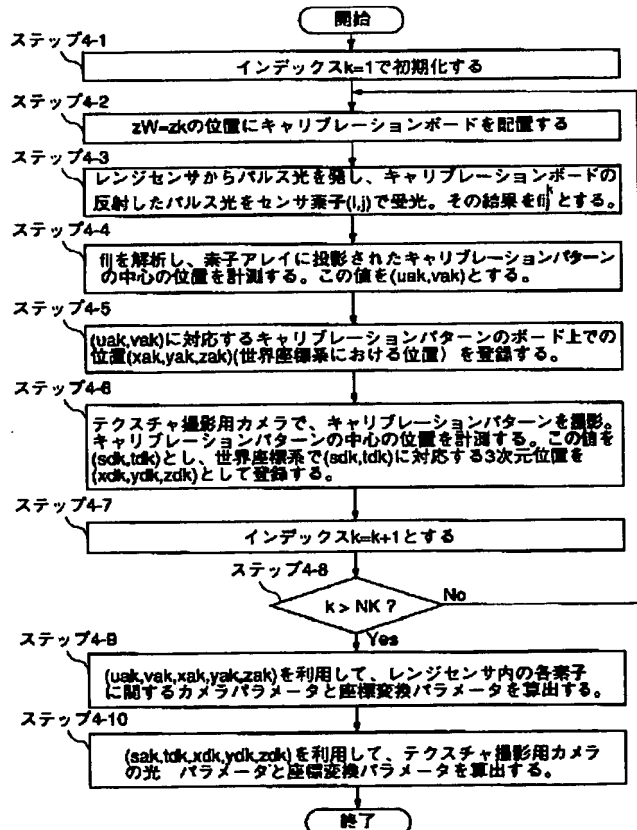 開始
ステップ4-1
インデックスk=1で初期化する
ステップ4-2
zW=zkの位置にキャリブレーションボードを配置する
ステップ4-3
レンジセンサからパルス光を発し、キャリブレーションボードの
反射したパルス光をセンサ素子(i,j)で受光。その結果をfijkとする。
ステップ4-4
fijを解析し、素子アレイに投影されたキャリブレーションパターン
の中心の位置を計測する。この値を(uak,vak)とする。
ステップ4-5
(uak,vak)に対応するキャリブレーションパターンのボード上での
位置(xak,yak,zak)(世界座標系における位置）を登録する。
ステップ4-6
テクスチャ撮影用カメラで、キャリブレーションパターンを撮影。
キャリブレーションパターンの中心の位置を計測する。この値を
(sdk,tdk)とし、世界座標系で(sdk,tdk)に対応する3次元位置を
(xdk,ydk,zdk)として登録する。
ステップ4-7
インデックスk=k+1とする
ステップ4-8
k > NK ?
No
Yes
ステップ4-9
(uak,vak,xak,yak,zak)を利用して、レンジセンサ内の各素子
に関するカメラパラメータと座標変換パラメータを算出する。
ステップ4-10
(sak,tdk,xdk,ydk,zdk)を利用して、テクスチャ撮影用カメラ
の光　パラメータと座標変換パラメータを算出する。
終了